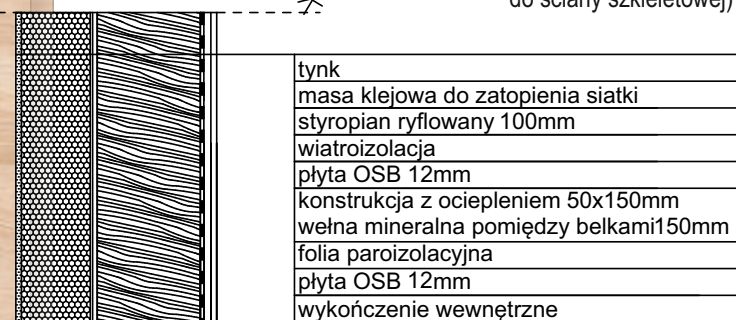 do ściany szkieletowej)
tynk
masa klejowa do zatopienia siatki
styropian ryflowany 100mm
wiatroizolacja
płyta OSB 12mm
konstrukcja z ociepleniem 50x150mm
wełna mineralna pomiędzy belkami150mm
folia paroizolacyjna
płyta OSB 12mm
wykończenie wewnętrzne